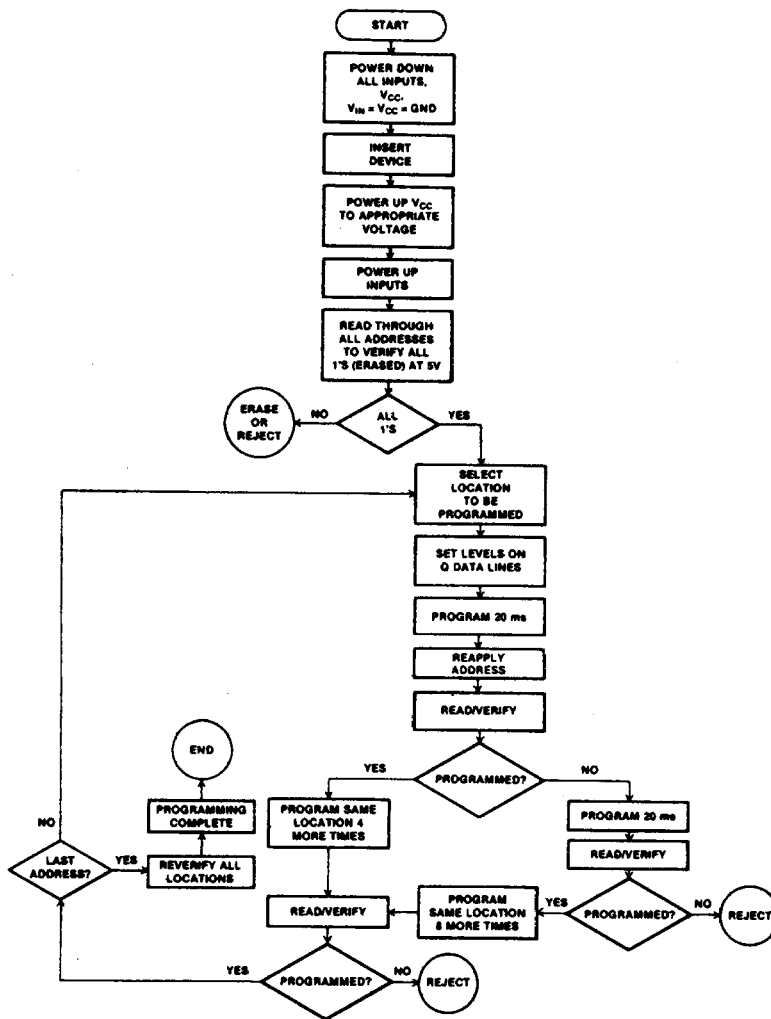 START
POWER DOWN
ALL INPUTS,
VCC,
VIN = VCC = GND
INSERT
DEVICE
POWER UP VCC
TO APPROPRIATE
VOLTAGE
POWER UP
INPUTS
READ THROUGH
ALL ADDRESSES
TO VERIFY ALL
1'S (ERASED) AT 5V
ERASE
OR
REJECT
NO
ALL
1'S
YES
SELECT
LOCATION
TO BE
PROGRAMMED
SET LEVELS ON
Q DATA LINES
PROGRAM 20 ms
REAPPLY
ADDRESS
READ/VERIFY
PROGRAMMED?
YES
NO
PROGRAM SAME
LOCATION 4
MORE TIMES
PROGRAM 20 ms
READ/VERIFY
PROGRAMMED?
NO
REJECT
YES
PROGRAM
SAME LOCATION
8 MORE TIMES
READ/VERIFY
PROGRAMMED?
NO
REJECT
YES
LAST
ADDRESS?
NO
YES
REVERIFY ALL
LOCATIONS
PROGRAMMING
COMPLETE
END